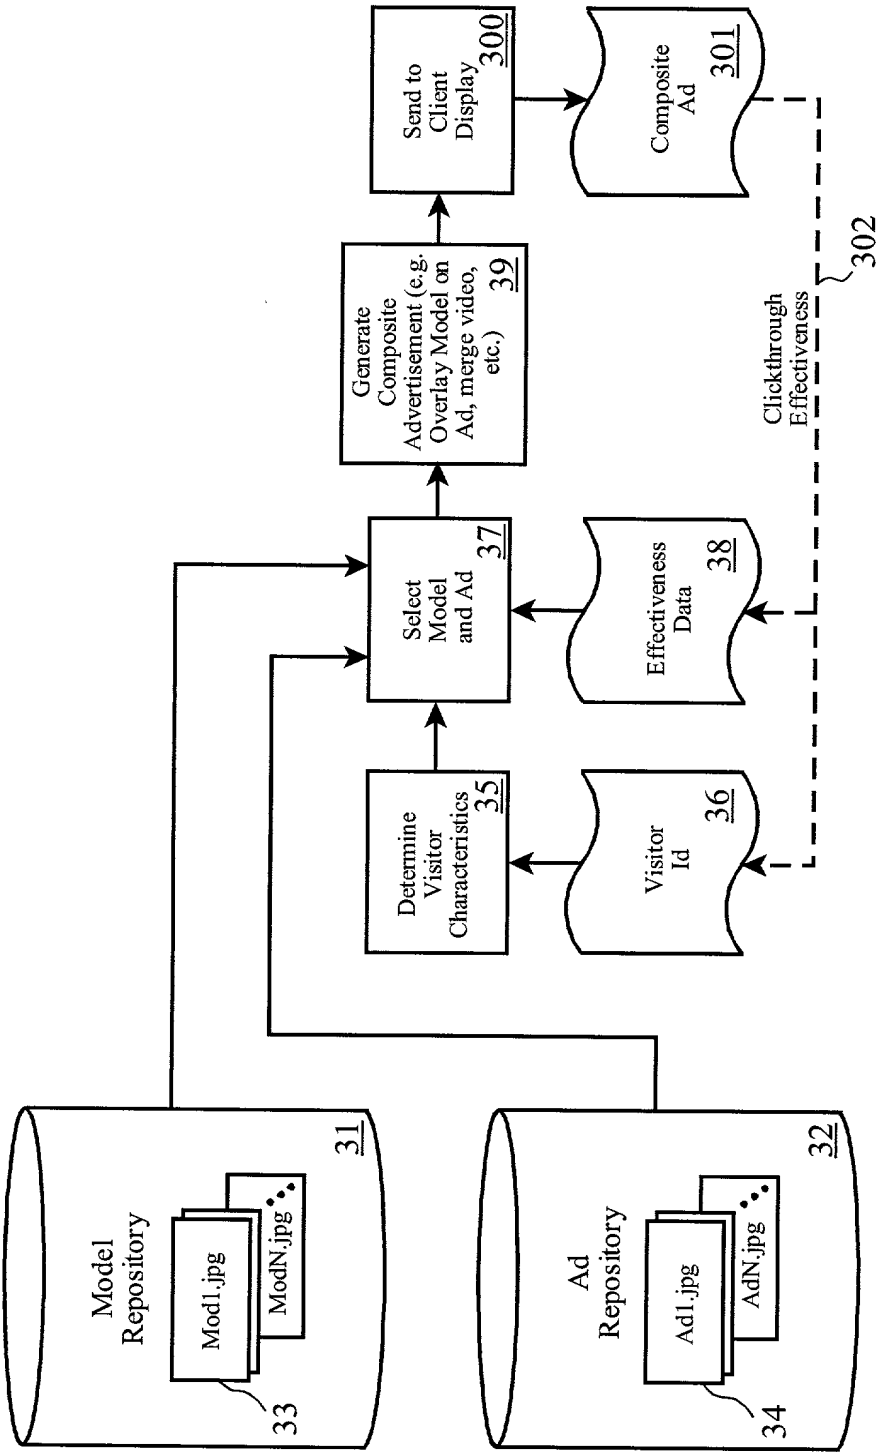 Model
Repository
Mod1.jpg
ModN.jpg
33
31
Ad
Repository
Ad1.jpg
AdN.jpg
34
32
Determine
Visitor
Characteristics
35
Visitor
Id
36
Select
Model
and Ad
37
Effectiveness
Data
38
Generate
Composite
Advertisement (e.g.
Overlay Model on
Ad, merge video,
etc.)
39
Send to
Client
Display
300
Composite
Ad
301
Clickthrough
Effectiveness
302